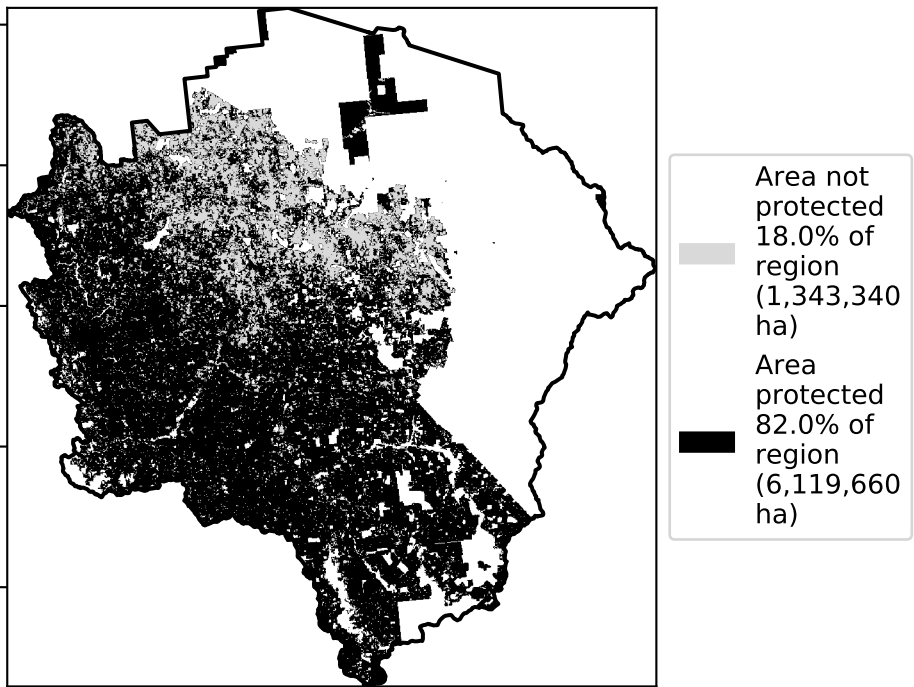 Area not
protected
18.0% of
region
(1,343,340
ha)
Area
protected
82.0% of
region
(6,119,660
ha)